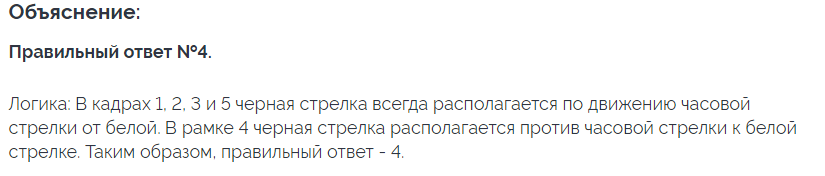 Объяснение:
Правильный ответ №4.
Логика: В кадрах 1, 2, 3 и 5 черная стрелка всегда располагается по движению часовой
стрелки от белой. В рамке 4 черная стрелка располагается против часовой стрелки к белой
стрелке. Таким образом, правильный ответ - 4.